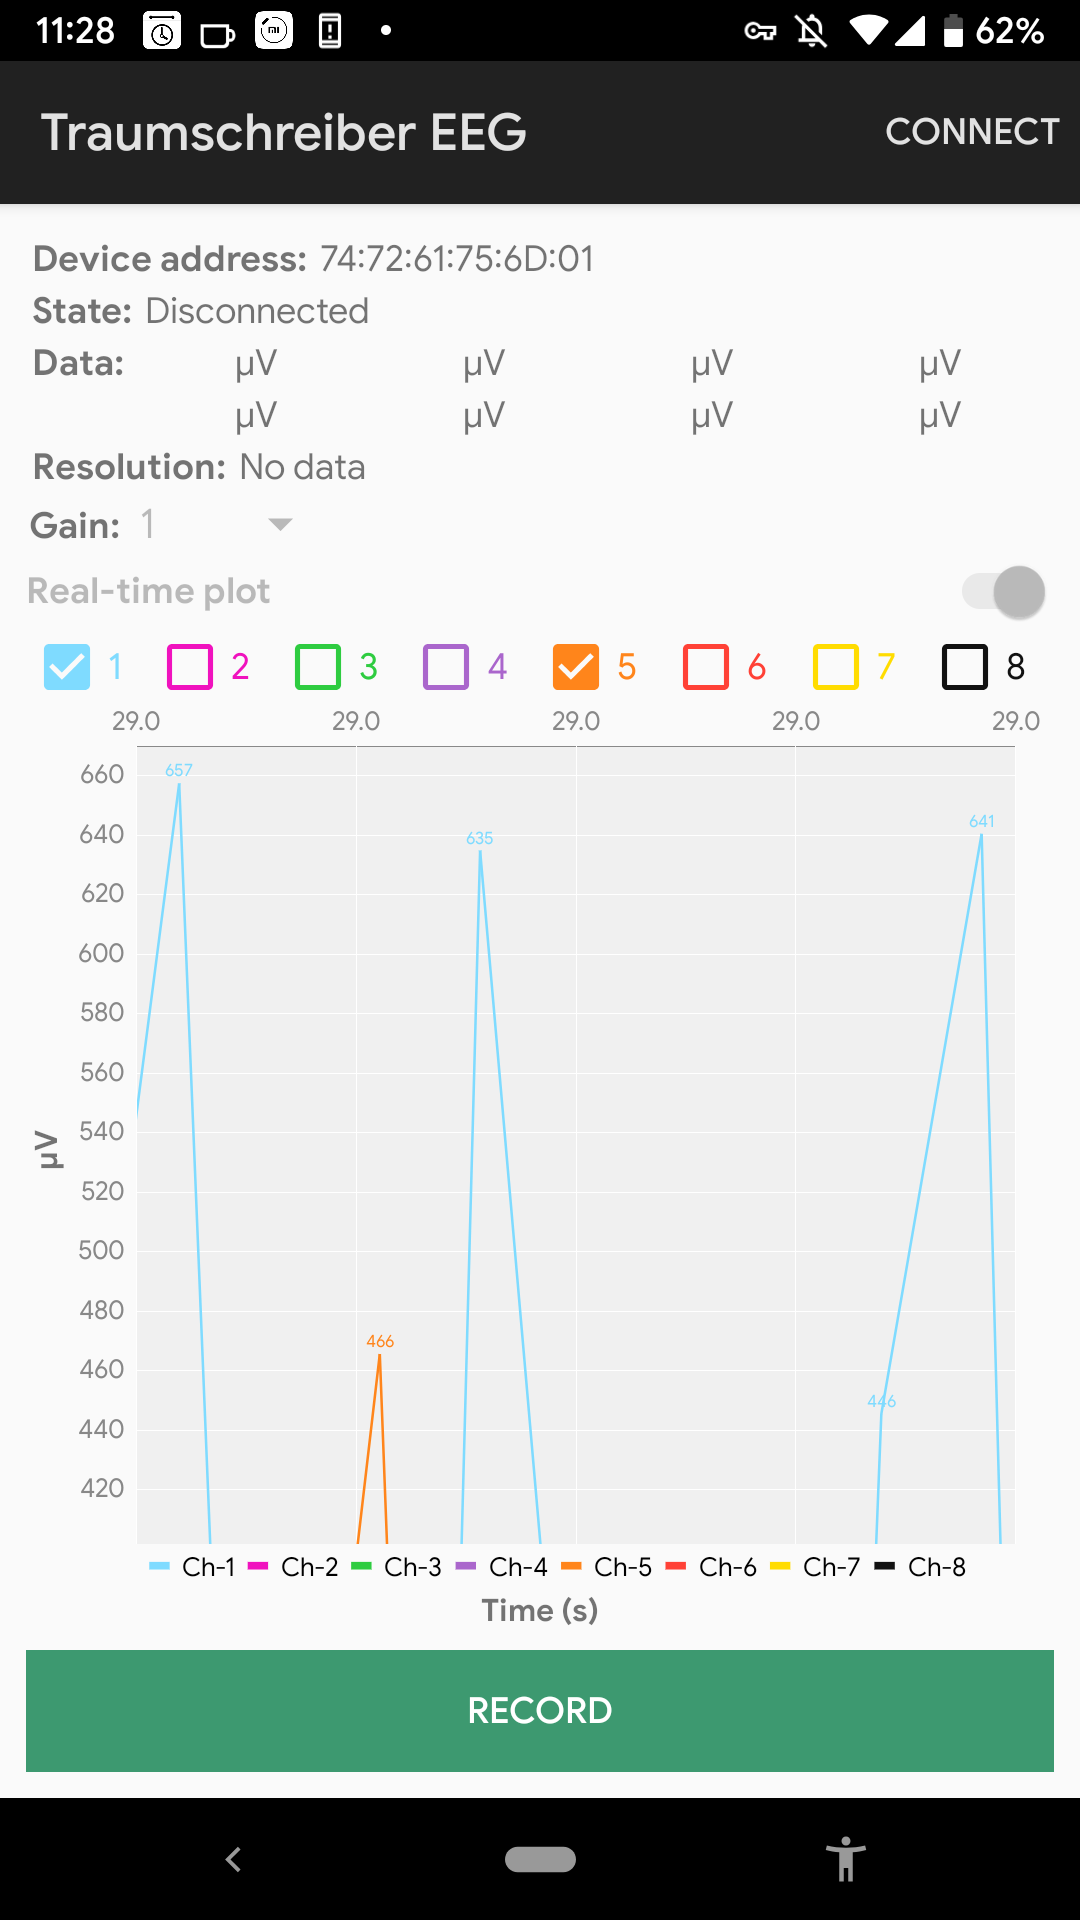 11:28 62%
Traumschreiber EEG CONNECT
Device address: 74:72:61:75:6D:01
State: Disconnected
Data: µV µV µV µV
µV µV µV µV
Resolution: No data
Gain: 1
Real-time plot
1 2 3 4 5 6 7 8
29.0 29.0 29.0 29.0 29.0
660
657
641
640
635
620
600
580
560
540
µV
520
500
480
466
460
446
440
420
Ch-1 Ch-2 Ch-3 Ch-4 Ch-5 Ch-6 Ch-7 Ch-8
Time (s)
RECORD